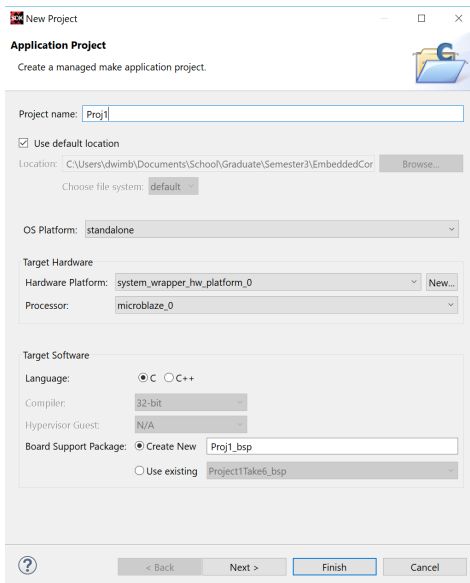 SDK New Project
Application Project
Create a managed make application project.
Project name: Proj1
Use default location
Location: C:\Users\dwimb\Documents\School\Graduate\Semester3\EmbeddedCor Browse...
Choose file system: default
OS Platform: standalone
Target Hardware
Hardware Platform: system_wrapper_hw_platform_0 New...
Processor: microblaze_0
Target Software
Language: C C++
Compiler: 32-bit
Hypervisor Guest: N/A
Board Support Package: Create New Proj1_bsp
Use existing Project1Take6_bsp
? < Back Next > Finish Cancel